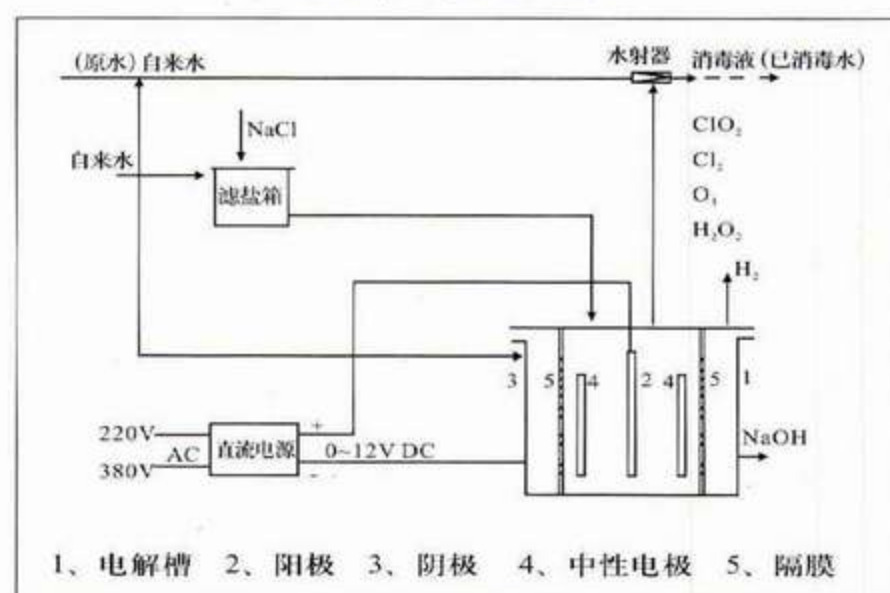 (原水)自来水
水射器
消毒液(已消毒水)
NaCl
ClO₂
自来水
Cl₂
滤盐箱
O₃
H₂O₂
H₂
3
5
4
2
4
5
1
+
220V
AC
直流电源
0~12V DC
NaOH
380V
-
1、电解槽 2、阳极 3、阴极 4、中性电极 5、隔膜